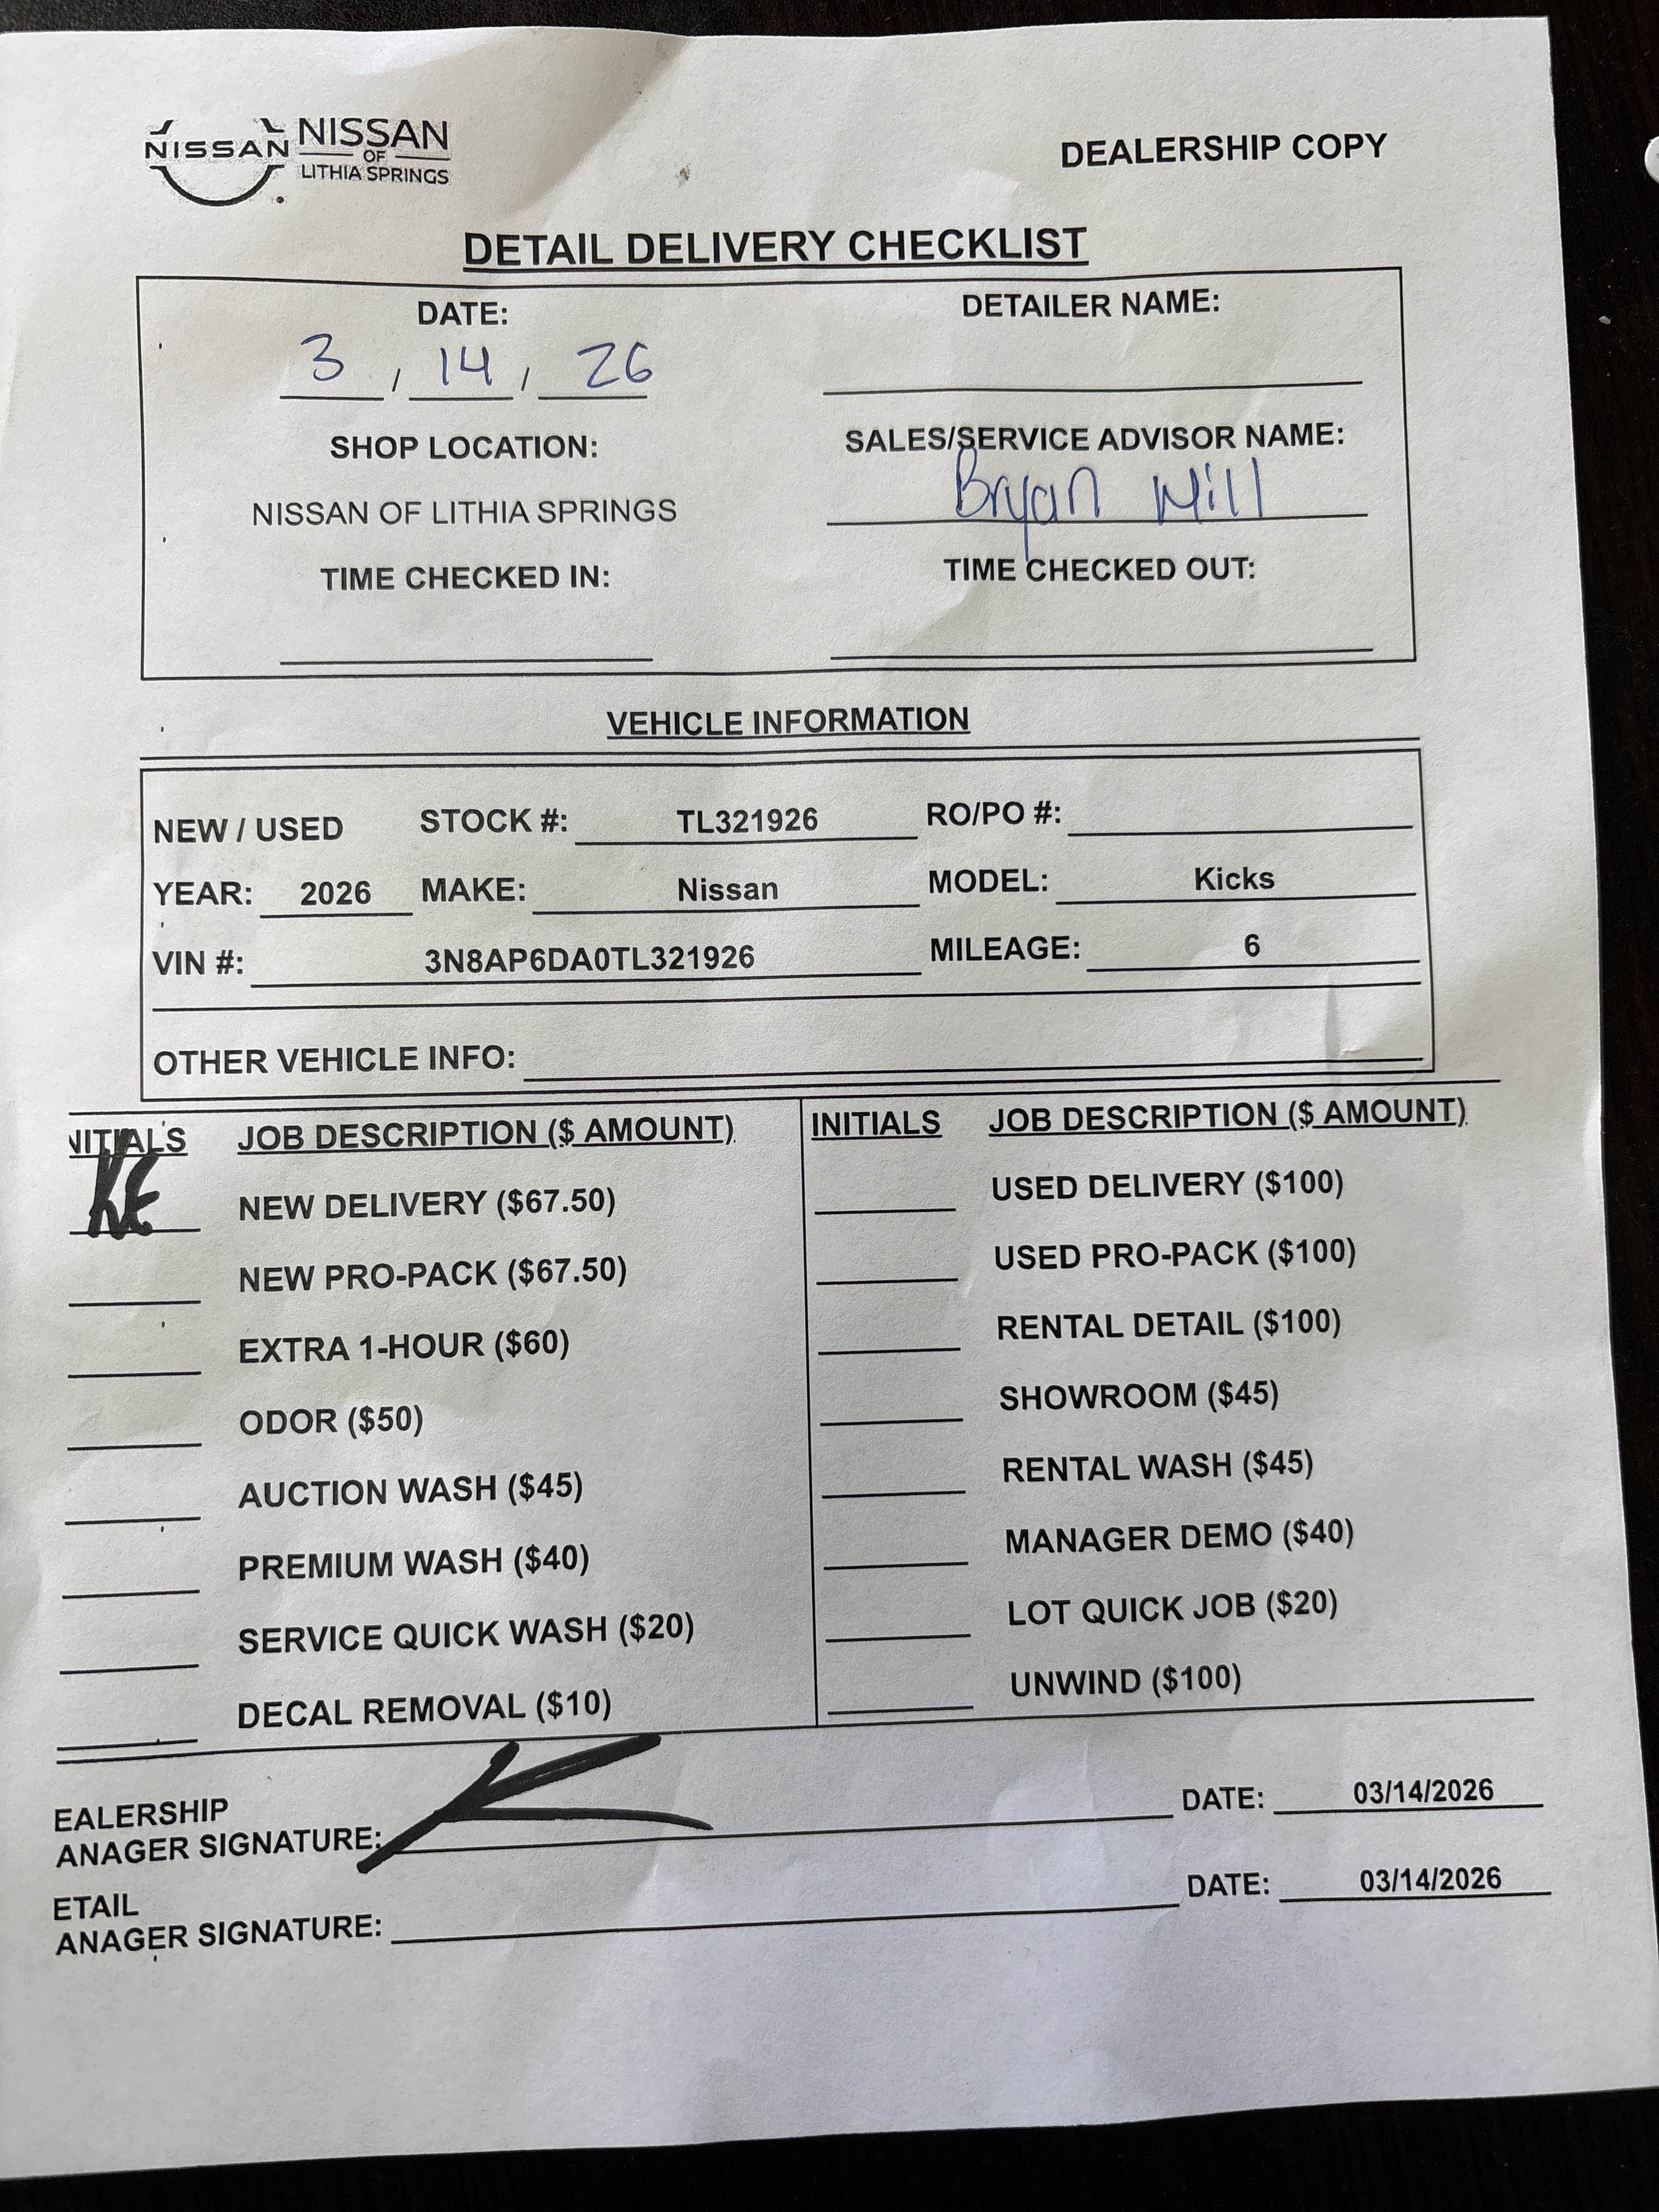 NISSAN
NISSAN
OF
LITHIA SPRINGS
DEALERSHIP COPY
DETAIL DELIVERY CHECKLIST
DATE:
3 , 14 , 26
DETAILER NAME:
SHOP LOCATION:
NISSAN OF LITHIA SPRINGS
SALES/SERVICE ADVISOR NAME:
Bryan Hill
TIME CHECKED IN:
TIME CHECKED OUT:
VEHICLE INFORMATION
NEW / USED STOCK #: TL321926 RO/PO #:
YEAR: 2026 MAKE: Nissan MODEL: Kicks
VIN #: 3N8AP6DA0TL321926 MILEAGE: 6
OTHER VEHICLE INFO:
NITIALS JOB DESCRIPTION ($ AMOUNT)
KE NEW DELIVERY ($67.50)
NEW PRO-PACK ($67.50)
EXTRA 1-HOUR ($60)
ODOR ($50)
AUCTION WASH ($45)
PREMIUM WASH ($40)
SERVICE QUICK WASH ($20)
DECAL REMOVAL ($10)
INITIALS JOB DESCRIPTION ($ AMOUNT)
USED DELIVERY ($100)
USED PRO-PACK ($100)
RENTAL DETAIL ($100)
SHOWROOM ($45)
RENTAL WASH ($45)
MANAGER DEMO ($40)
LOT QUICK JOB ($20)
UNWIND ($100)
EALERSHIP
ANAGER SIGNATURE: DATE: 03/14/2026
ETAIL
ANAGER SIGNATURE: DATE: 03/14/2026